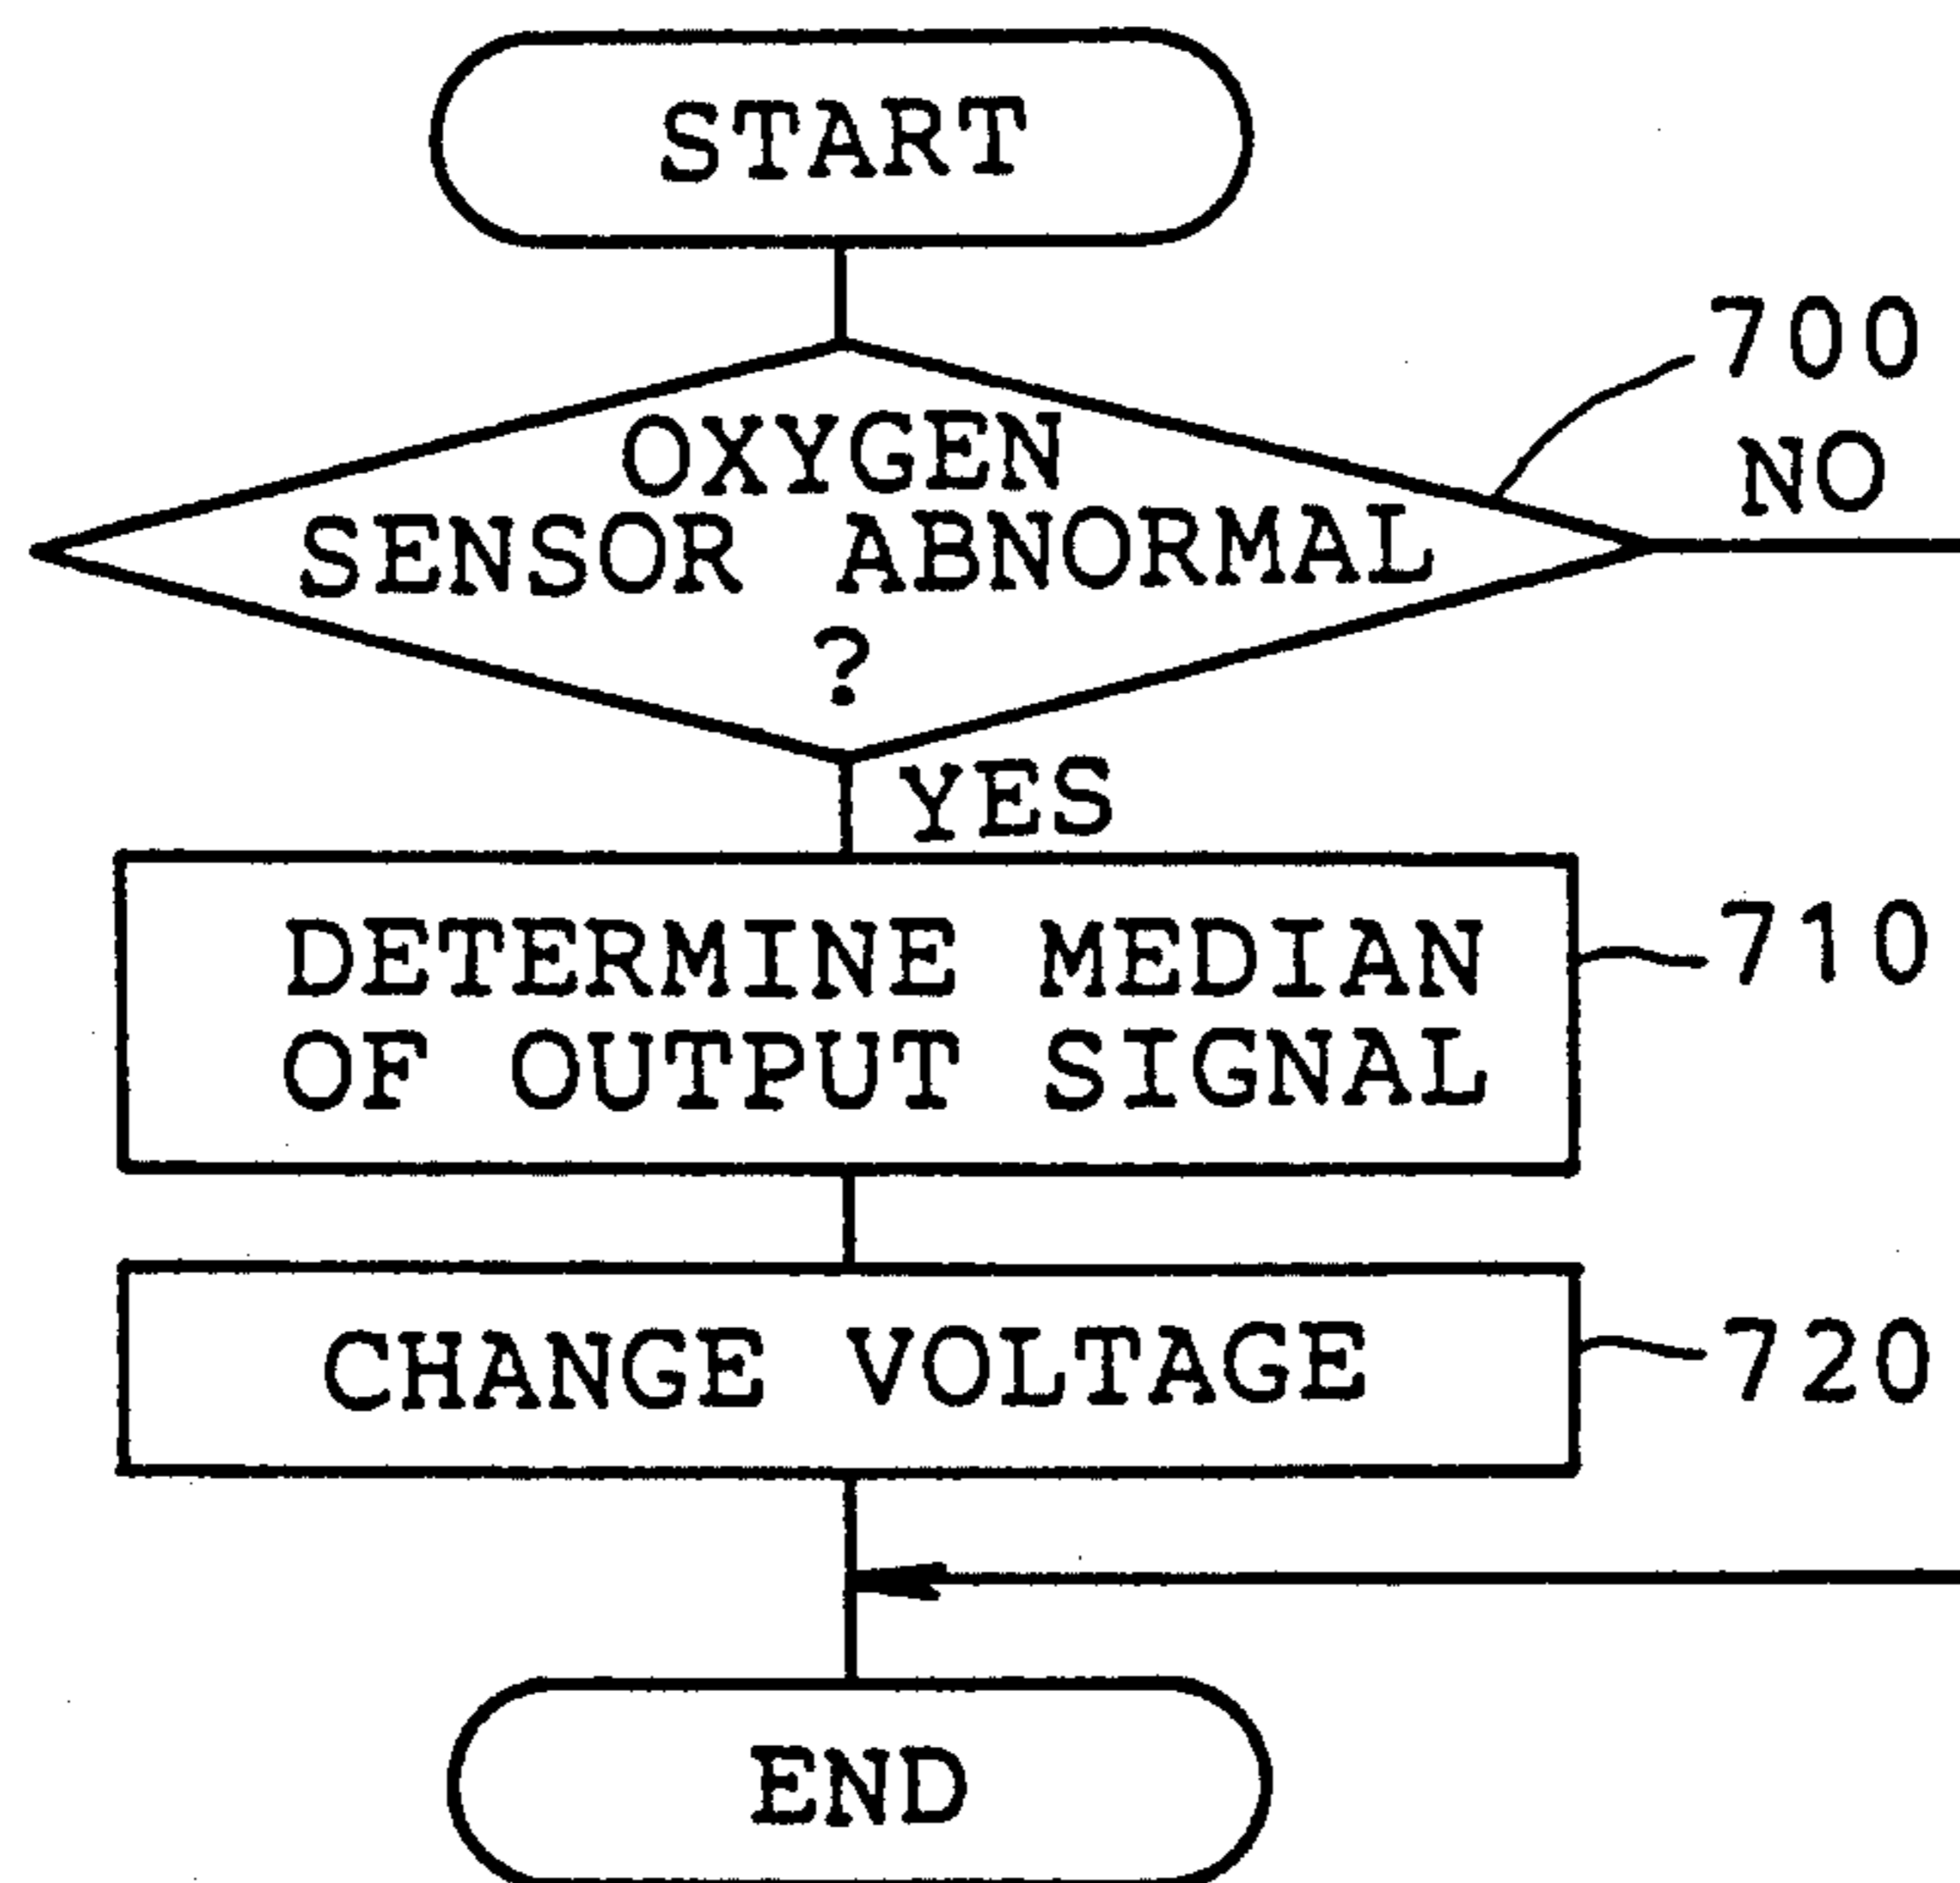 START
700
NO
OXYGEN
SENSOR ABNORMAL
?
YES
DETERMINE MEDIAN
OF OUTPUT SIGNAL
710
CHANGE VOLTAGE
720
END